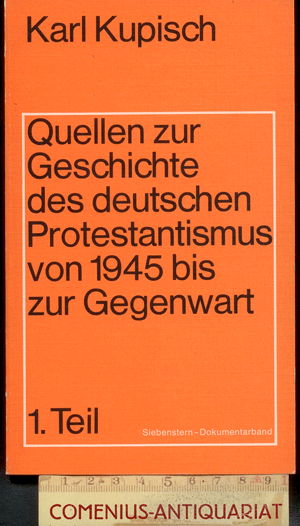 Karl Kupisch
Quellen zur
Geschichte
des deutschen
Protestantismus
von 1945 bis
zur Gegenwart
1. Teil
Siebenstern-Dokumentarband
1 2 3 4 5 6 7 8 9
COMENIUS-ANTIQUARIAT